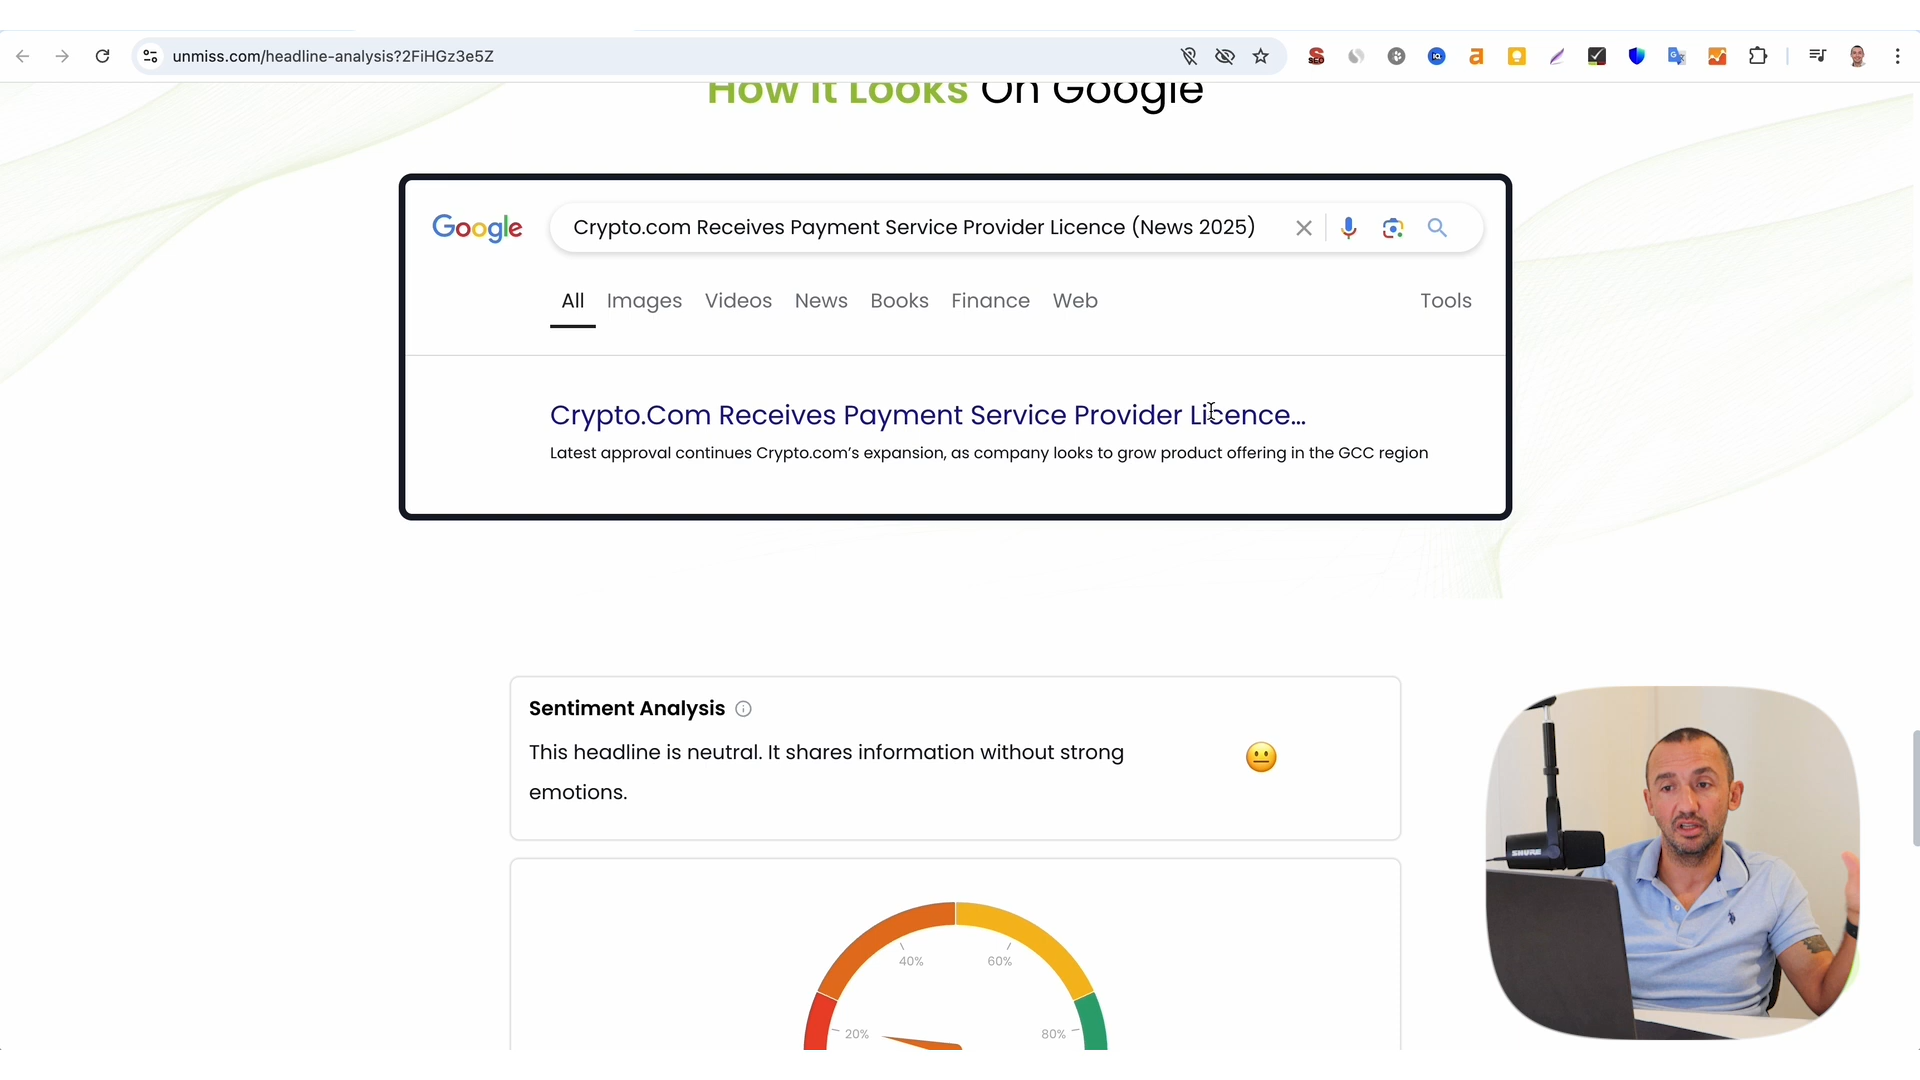 unmiss.com/headline-analysis?2FiHGz3e5Z
How It Looks On Google
Google
Crypto.com Receives Payment Service Provider Licence (News 2025)
All Images Videos News Books Finance Web Tools
Crypto.Com Receives Payment Service Provider Licence...
Latest approval continues Crypto.com’s expansion, as company looks to grow product offering in the GCC region
Sentiment Analysis
This headline is neutral. It shares information without strong
emotions.
40% 60%
20% 80%
SHURE